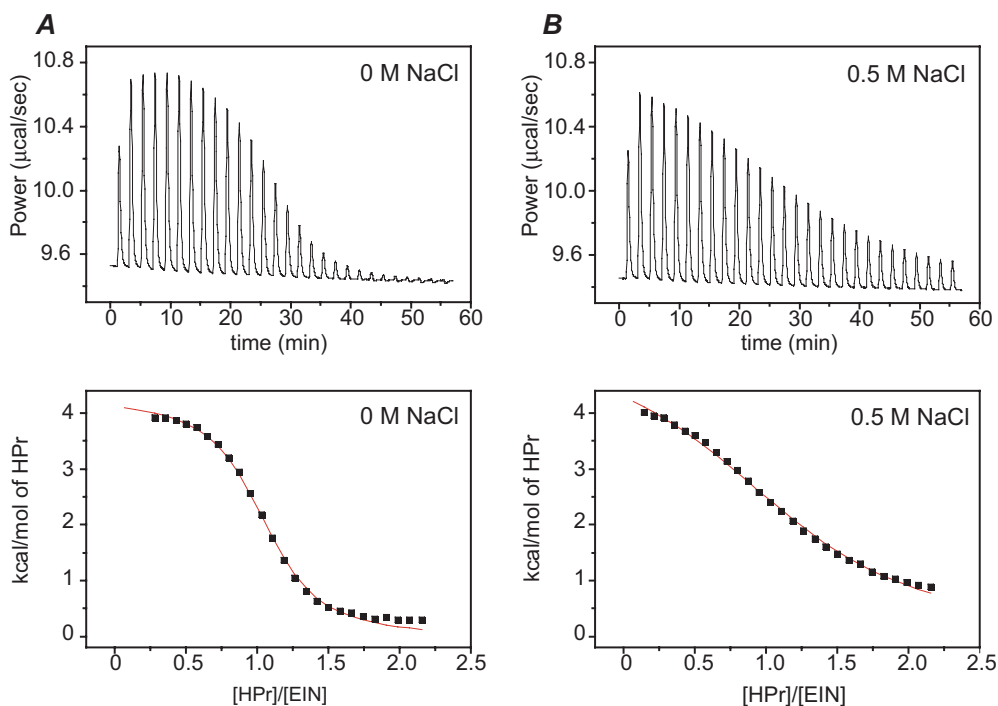 A
B
0 M NaCl
0.5 M NaCl
Power (µcal/sec)
10.8
10.4
10.0
9.6
0 10 20 30 40 50 60
time (min)
Power (µcal/sec)
10.8
10.4
10.0
9.6
0 10 20 30 40 50 60
time (min)
0 M NaCl
kcal/mol of HPr
4
3
2
1
0
0 0.5 1.0 1.5 2.0 2.5
[HPr]/[EIN]
0.5 M NaCl
kcal/mol of HPr
4
3
2
1
0
0 0.5 1.0 1.5 2.0 2.5
[HPr]/[EIN]